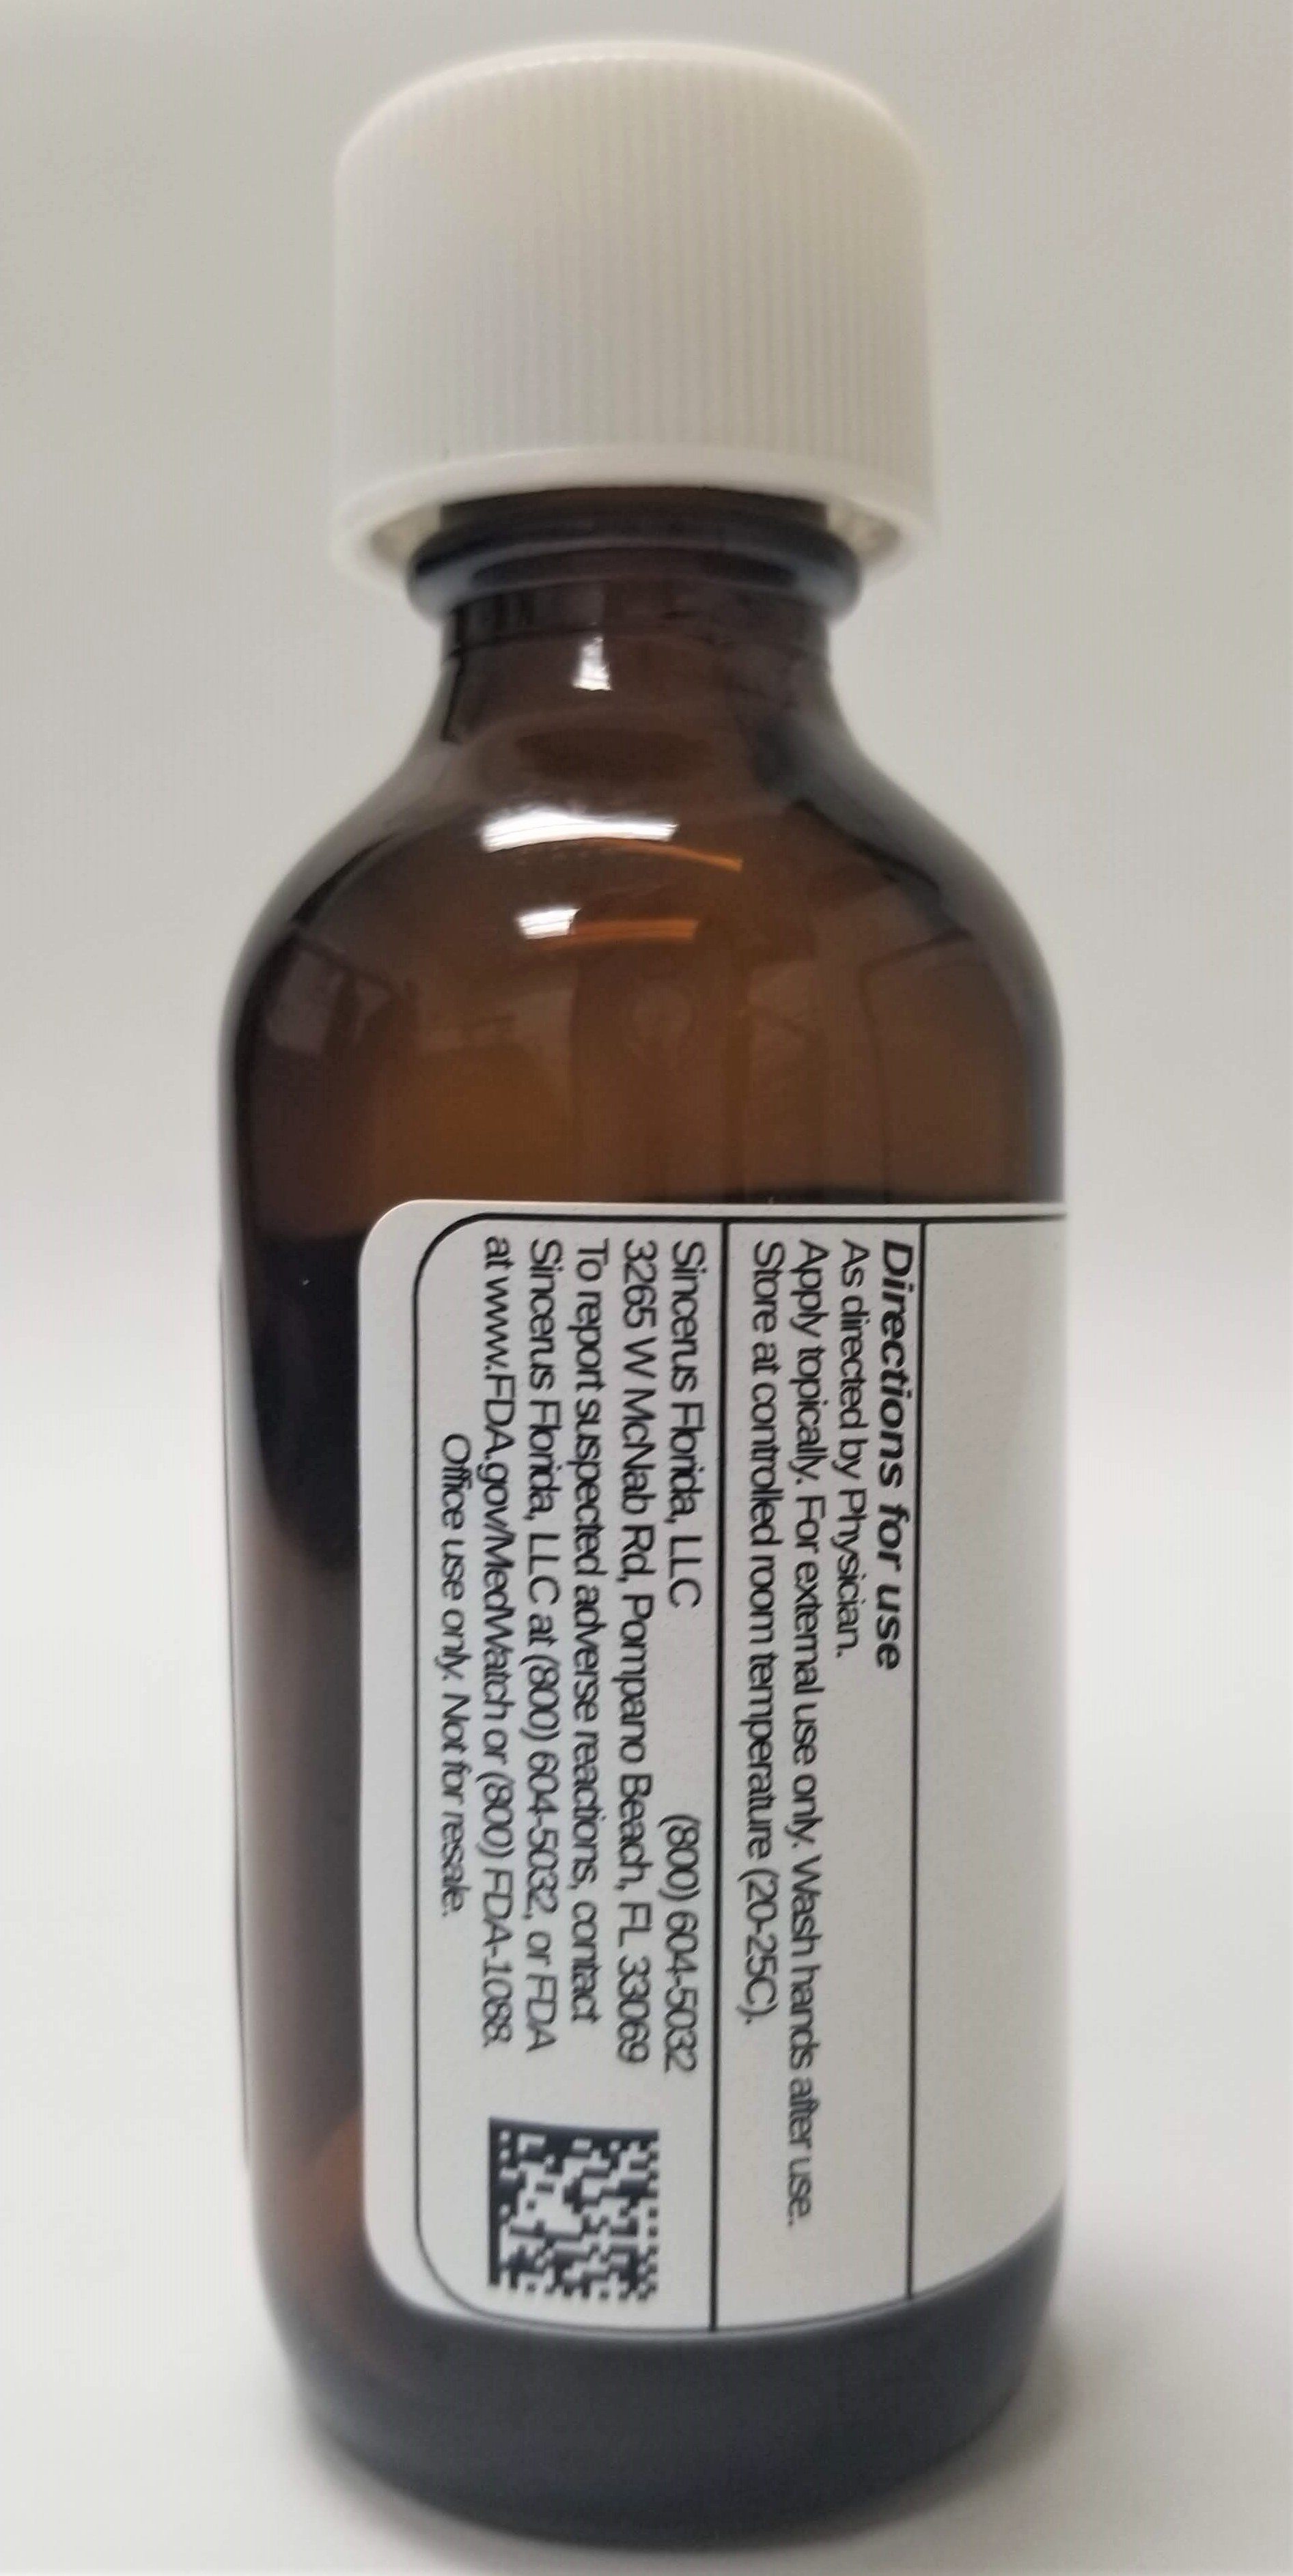 Directions for use
As directed by Physician.
Apply topically. For external use only. Wash hands after use.
Store at controlled room temperature (20-25C).
Sincerus Florida, LLC (800) 604-5032
3265 W McNab Rd, Pompano Beach, FL 33069
To report suspected adverse reactions, contact
Sincerus Florida, LLC at (800) 604-5032, or FDA
at www.FDA.gov/MedWatch or (800) FDA-1088.
Office use only. Not for resale.